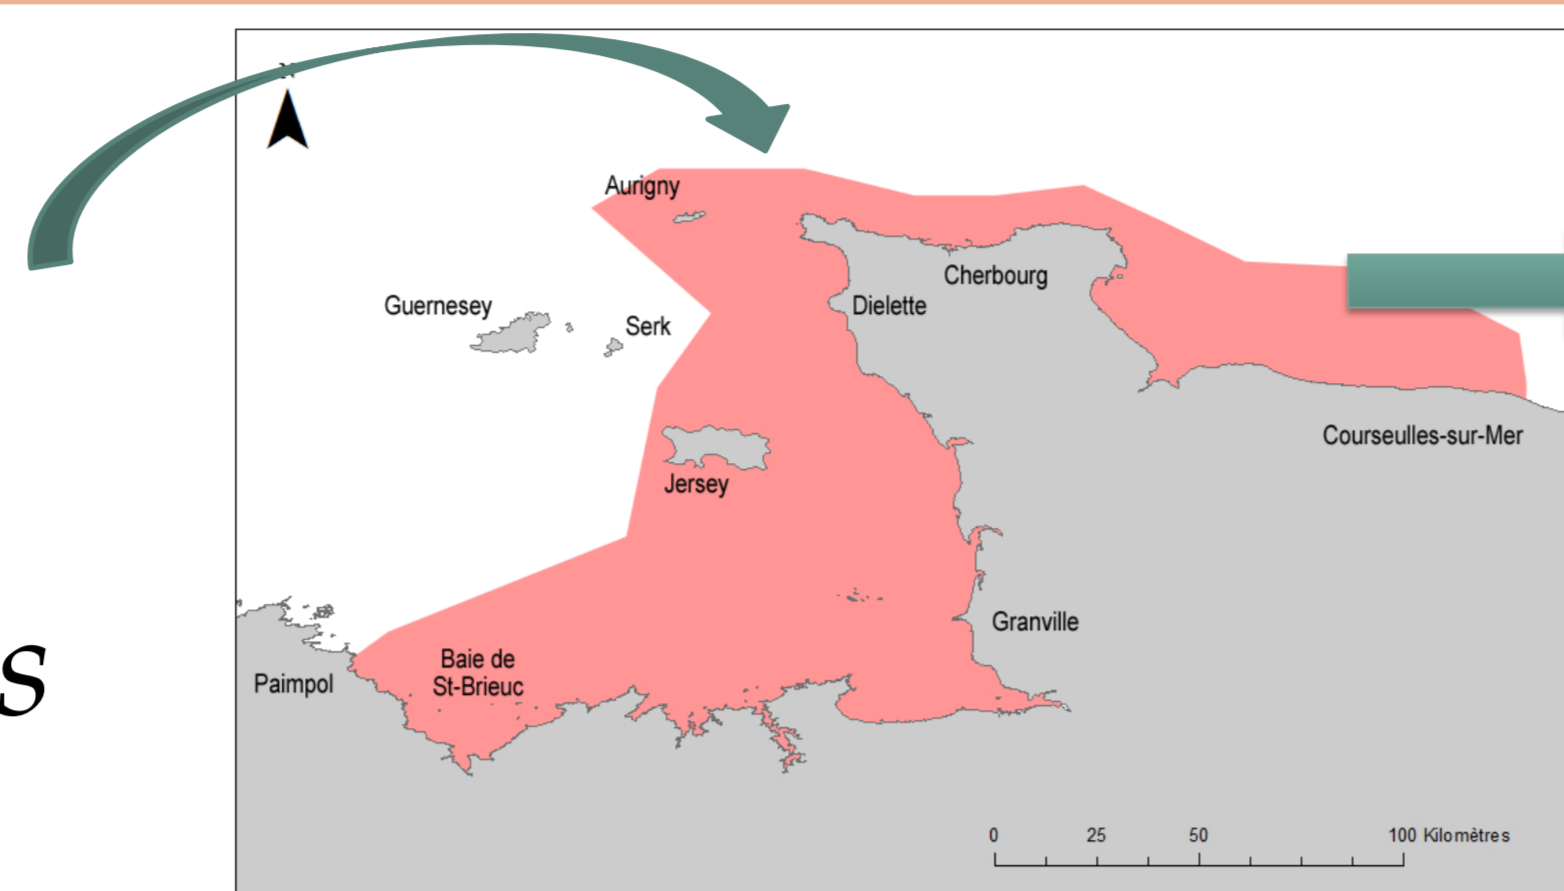 N
Aurigny
Cherbourg
Guernesey
Dielette
Serk
Courseulles-sur-Mer
Jersey
Granville
Baie de
St-Brieuc
Paimpol
s
0 25 50 100 Kilomètres